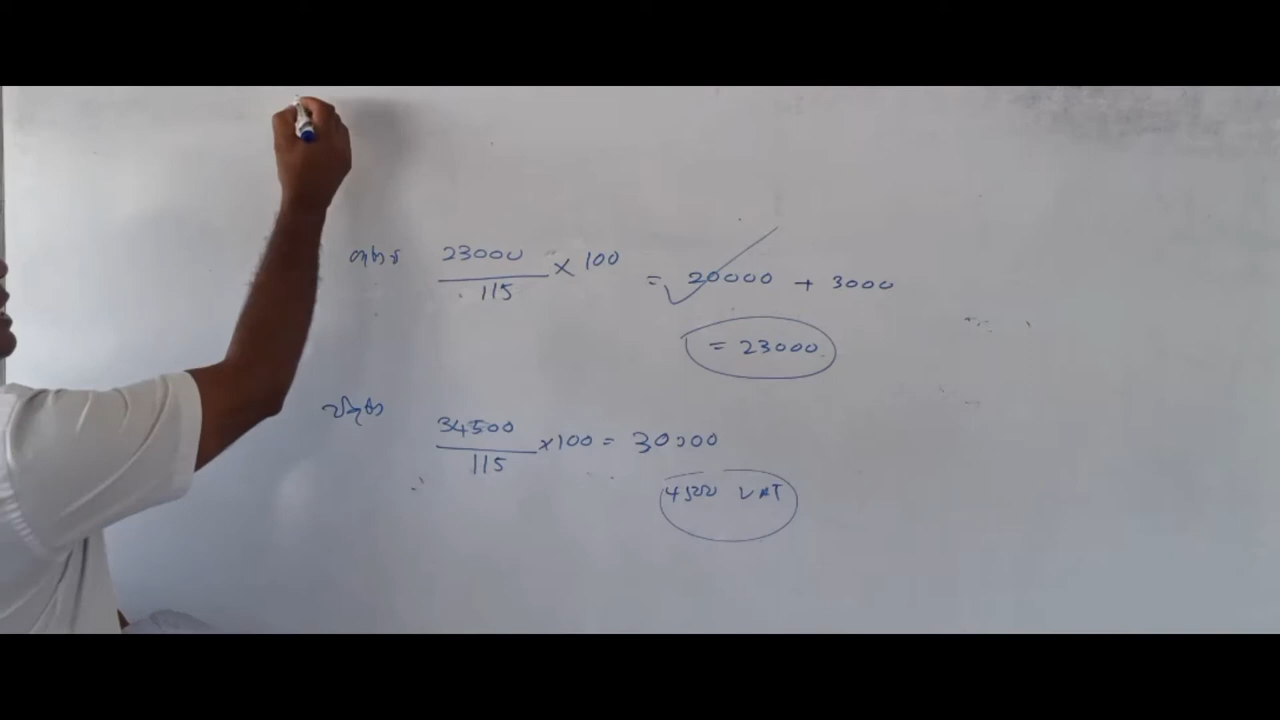 23000 × 100 = 20000 + 3000
115
= 23000
34500 ×100 = 30000
115
4500 VAT